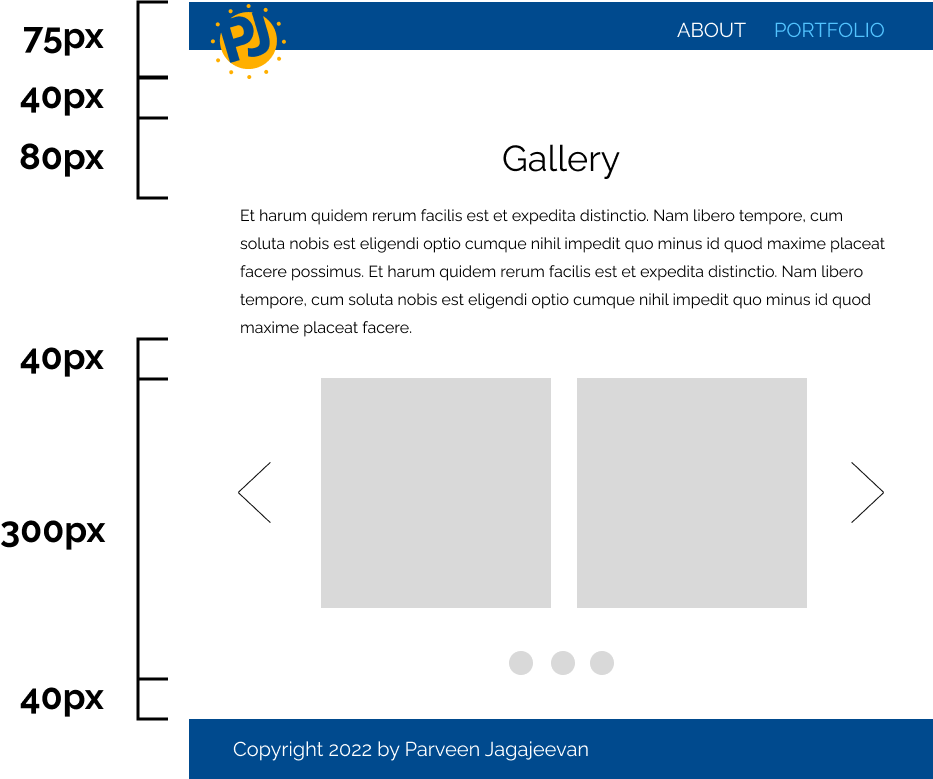 75px
40px
80px
40px
300px
40px
PJ
ABOUT PORTFOLIO
Gallery
Et harum quidem rerum facilis est et expedita distinctio. Nam libero tempore, cum
soluta nobis est eligendi optio cumque nihil impedit quo minus id quod maxime placeat
facere possimus. Et harum quidem rerum facilis est et expedita distinctio. Nam libero
tempore, cum soluta nobis est eligendi optio cumque nihil impedit quo minus id quod
maxime placeat facere.
Copyright 2022 by Parveen Jagajeevan